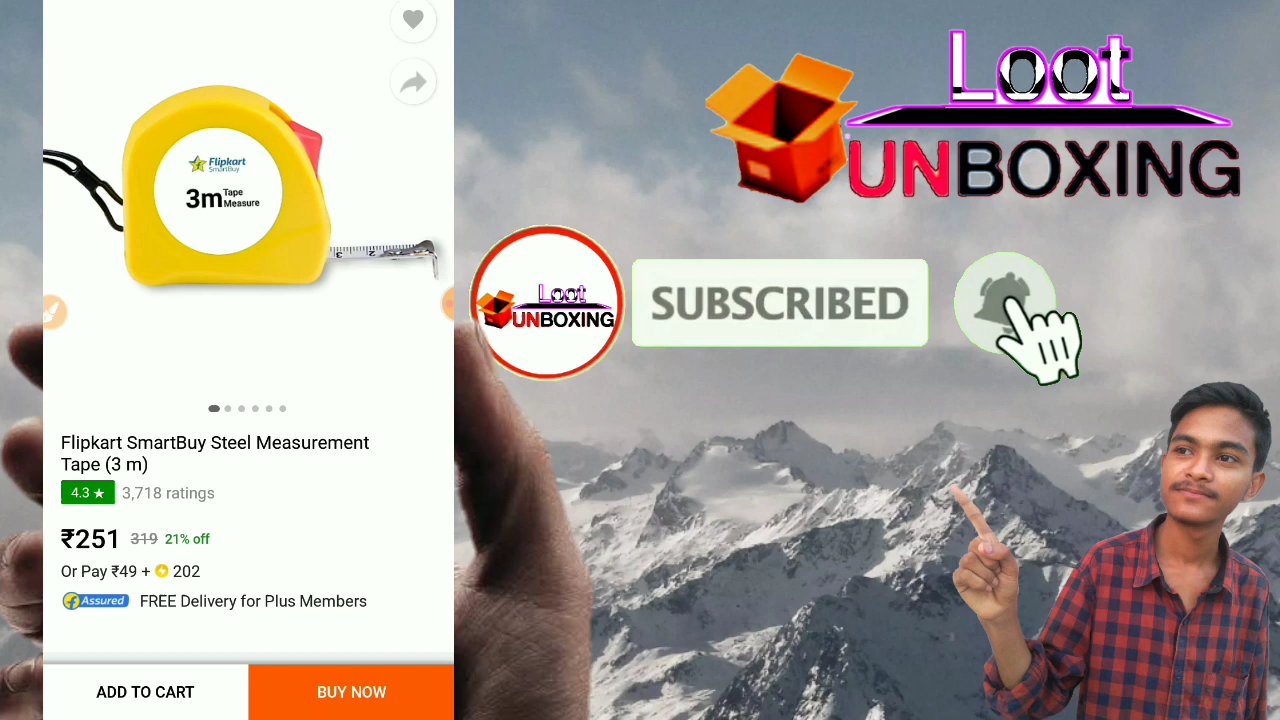 Flipkart
SmartBuy
3m Tape
Measure
3 2
Flipkart SmartBuy Steel Measurement
Tape (3 m)
4.3 ★ 3,718 ratings
₹251 319 21% off
Or Pay ₹49 + 202
f Assured FREE Delivery for Plus Members
ADD TO CART BUY NOW
Loot
UNBOXING
Loot
UNBOXING
SUBSCRIBED